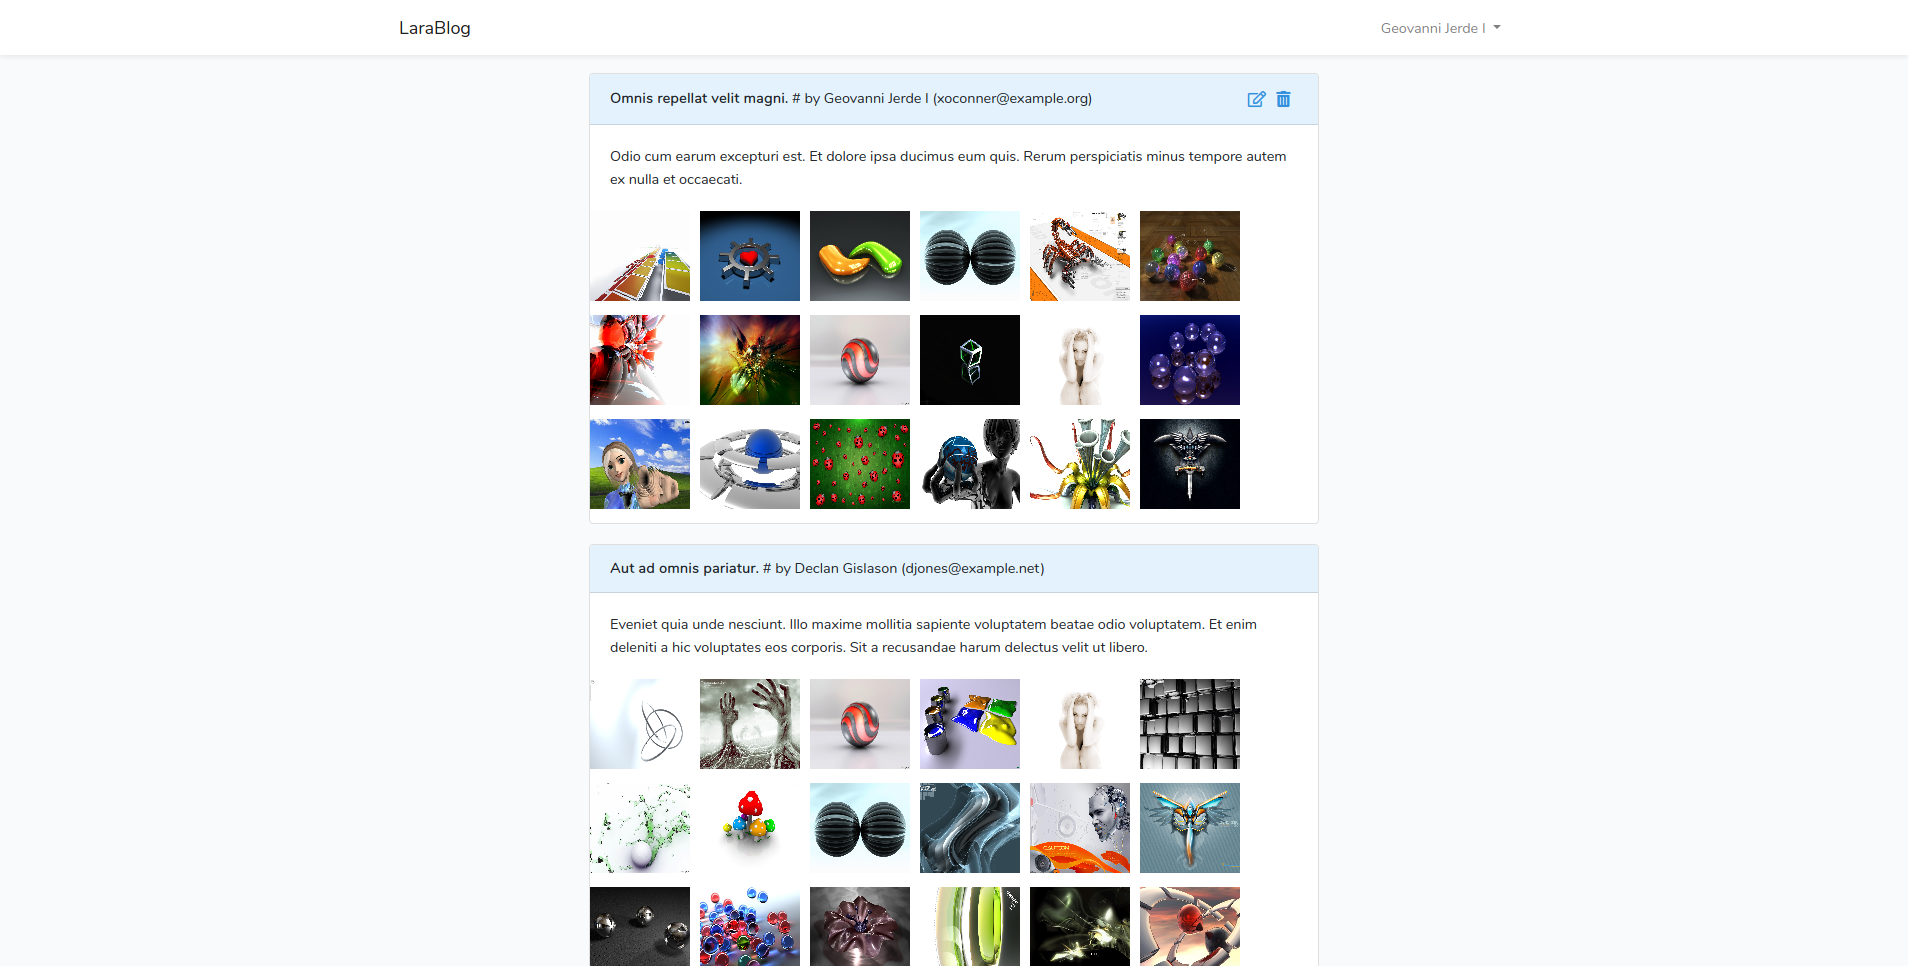 LaraBlog
Geovanni Jerde I
Omnis repellat velit magni. # by Geovanni Jerde I (xoconner@example.org)
Odio cum earum excepturi est. Et dolore ipsa ducimus eum quis. Rerum perspiciatis minus tempore autem
ex nulla et occaecati.
Aut ad omnis pariatur. # by Declan Gislason (djones@example.net)
Eveniet quia unde nesciunt. Illo maxime mollitia sapiente voluptatem beatae odio voluptatem. Et enim
deleniti a hic voluptates eos corporis. Sit a recusandae harum delectus velit ut libero.
CAUTION